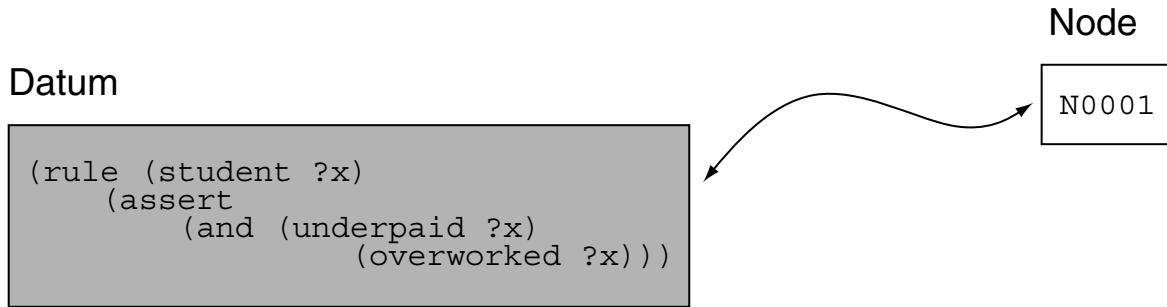 Node
N0001
Datum
(rule (student ?x)
(assert
(and (underpaid ?x)
(overworked ?x)))